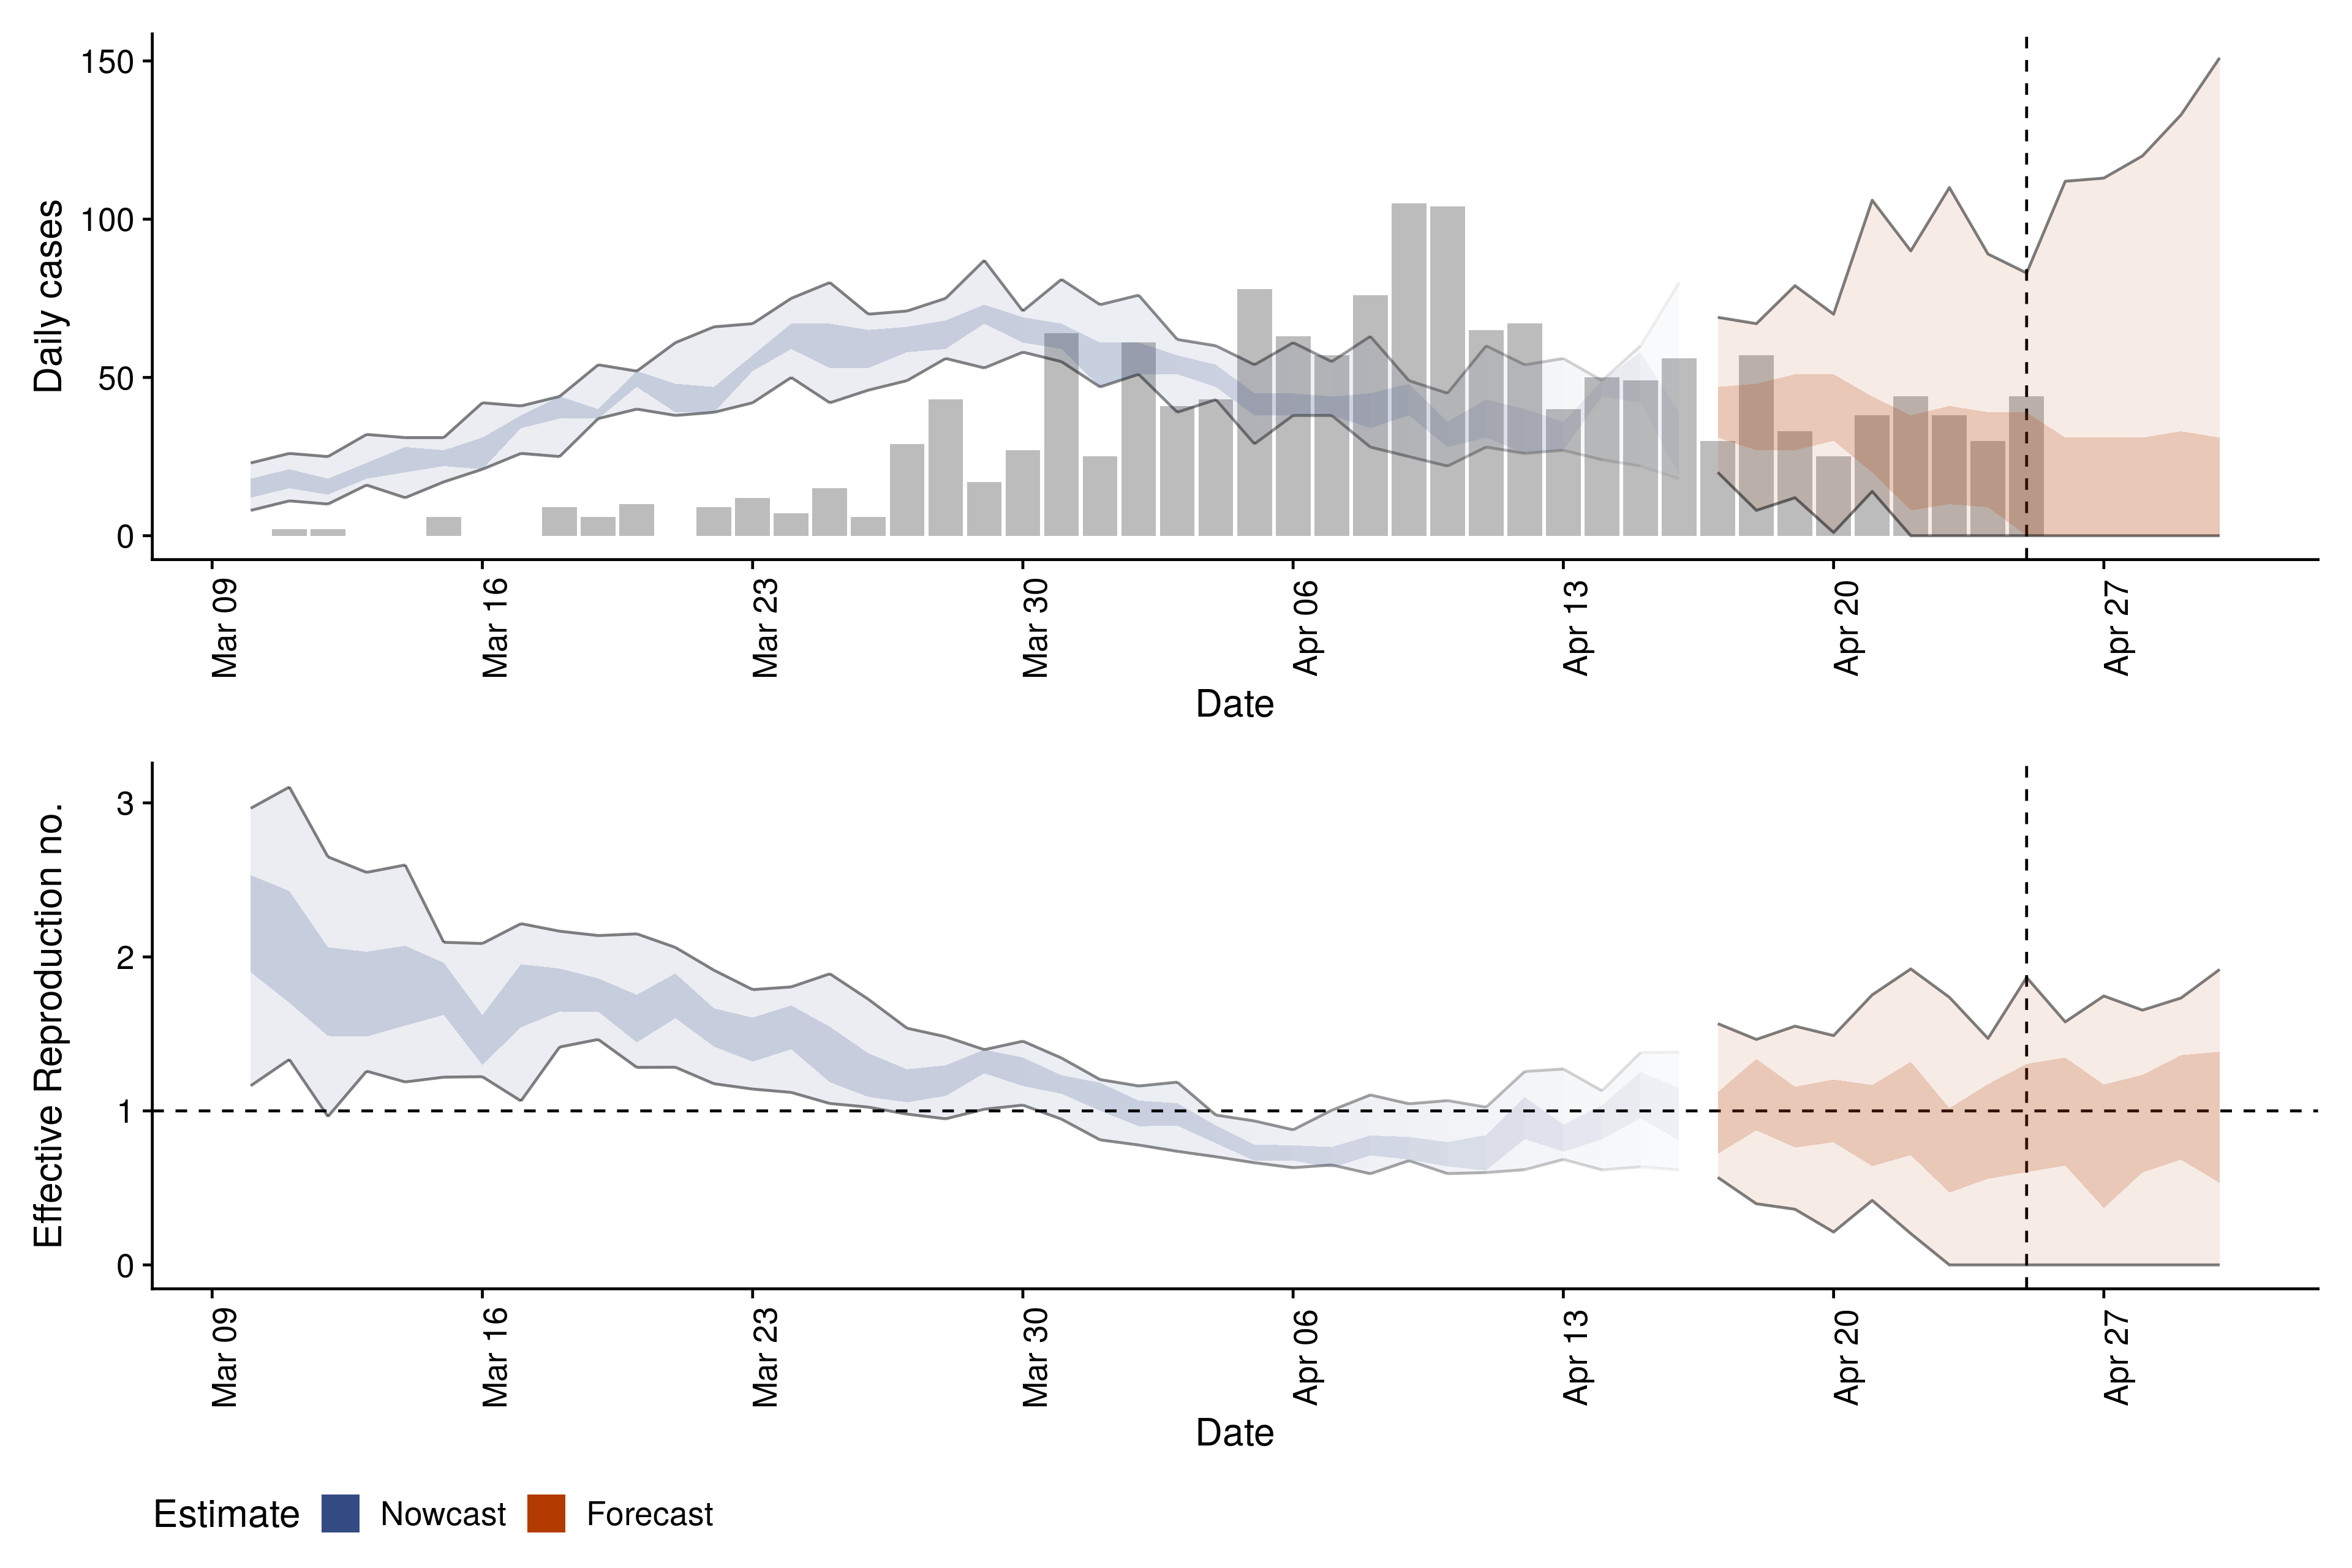 150
100
50
0
Daily cases
Mar 09
Mar 16
Mar 23
Mar 30
Apr 06
Apr 13
Apr 20
Apr 27
Date
3
2
1
0
Effective Reproduction no.
Mar 09
Mar 16
Mar 23
Mar 30
Apr 06
Apr 13
Apr 20
Apr 27
Date
Estimate Nowcast Forecast